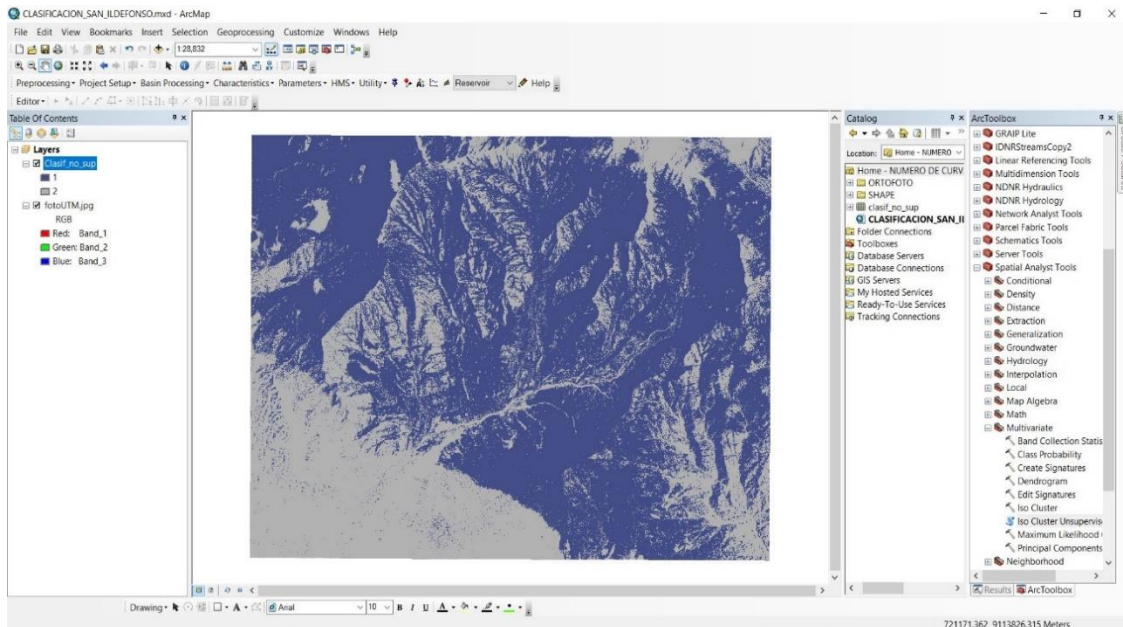 CLASIFICACION_SAN_ILDEFONSO.mxd - ArcMap
File Edit View Bookmarks Insert Selection Geoprocessing Customize Windows Help
1:28,832
Preprocessing Project Setup Basin Processing Characteristics Parameters HMS Utility Reservoir Help
Editor
Table Of Contents
Layers
Clasif_no_sup
1
2
fotoUTM.jpg
RGB
Red: Band_1
Green: Band_2
Blue: Band_3
Catalog
Location: Home - NUMERO
Home - NUMERO DE CURV
ORTOFOTO
SHAPE
clasif_no_sup
CLASIFICACION_SAN_IL
Folder Connections
Toolboxes
Database Servers
Database Connections
GIS Servers
My Hosted Services
Ready-To-Use Services
Tracking Connections
ArcToolbox
GRAIP Lite
IDNRStreamsCopy2
Linear Referencing Tools
Multidimension Tools
NDNR Hydraulics
NDNR Hydrology
Network Analyst Tools
Parcel Fabric Tools
Schematics Tools
Server Tools
Spatial Analyst Tools
Conditional
Density
Distance
Extraction
Generalization
Groundwater
Hydrology
Interpolation
Local
Map Algebra
Math
Multivariate
Band Collection Statis
Class Probability
Create Signatures
Dendrogram
Edit Signatures
Iso Cluster
Iso Cluster Unsupervis
Maximum Likelihood
Principal Components
Neighborhood
Results ArcToolbox
Drawing A Arial 10 B I U A
721171.362 9113826.315 Meters